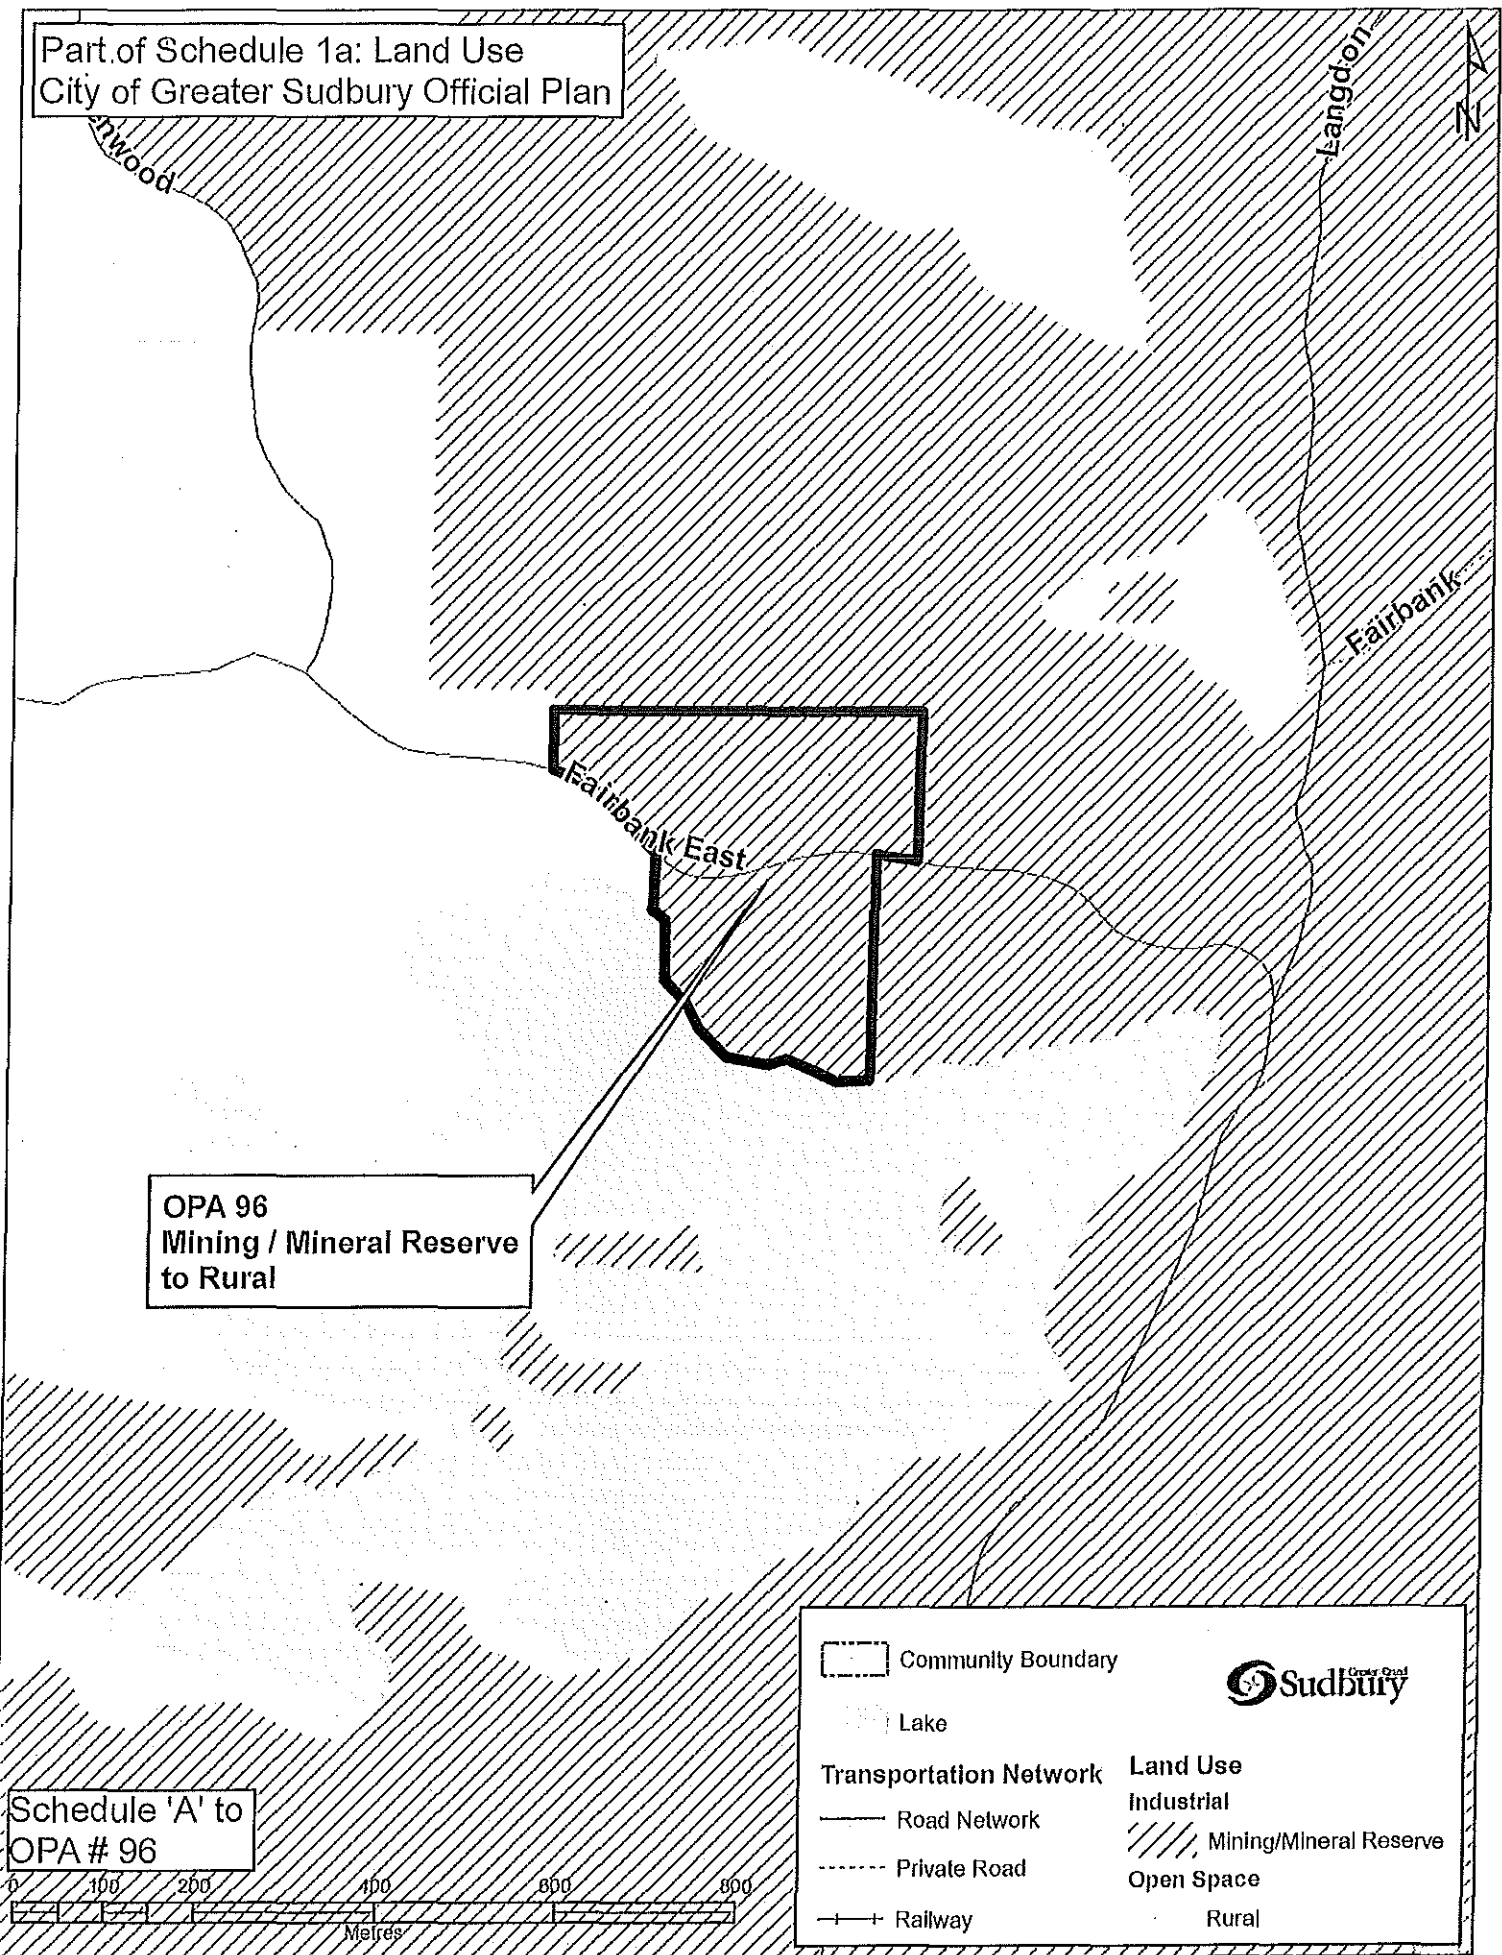 Part of Schedule 1a: Land Use
City of Greater Sudbury Official Plan
enwood
Langdon
N
Fairbank
Fairbank East
OPA 96
Mining / Mineral Reserve
to Rural
Schedule 'A' to
OPA # 96
0 100 200 400 600 800
Metres
Community Boundary
Sudbury
Lake
Transportation Network
Road Network
Private Road
Railway
Land Use
Industrial
Mining/Mineral Reserve
Open Space
Rural